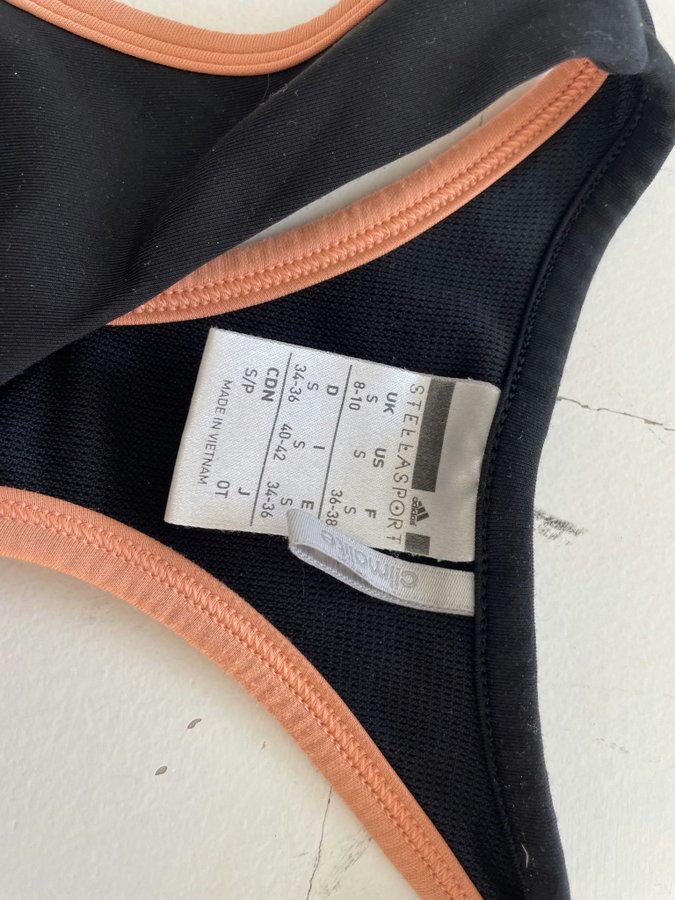 adidas
STELLASPORT
UK US F
S S S
8-10 36-38
D I E
S S S
34-36 40-42 34-36
CDN J
S/P OT
MADE IN VIETNAM
climalite